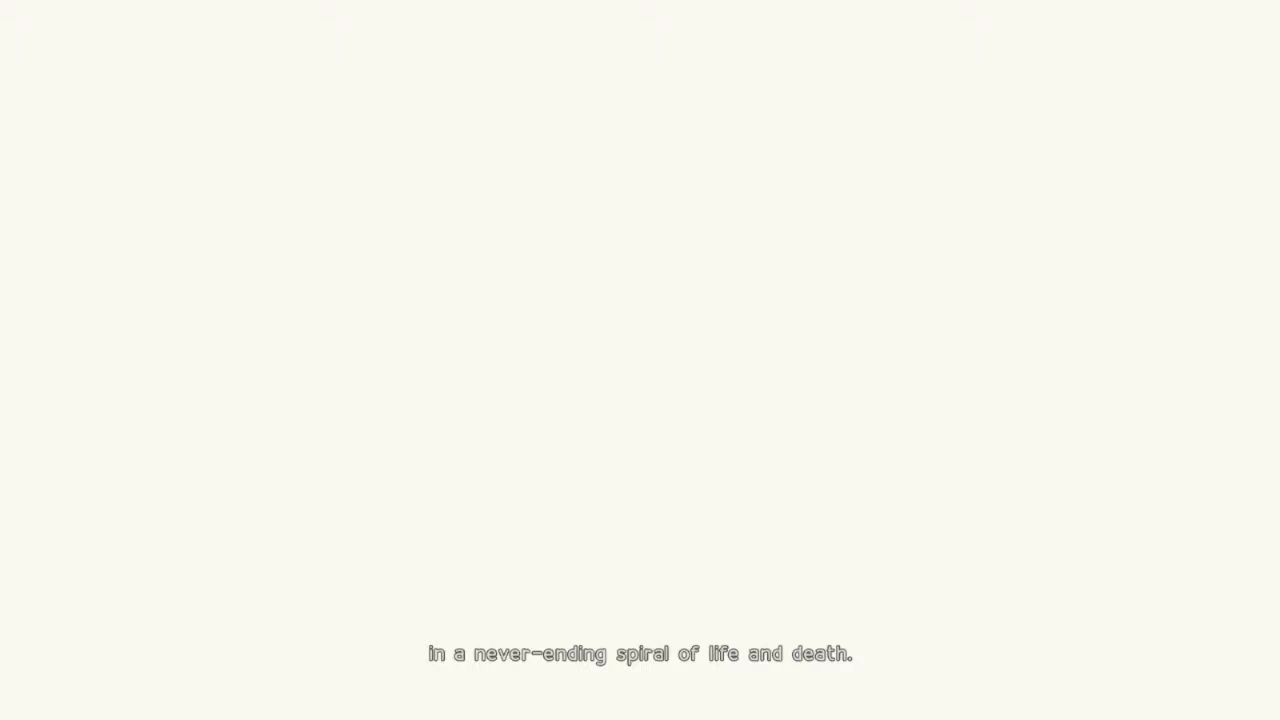 in a never-ending spiral of life and death.